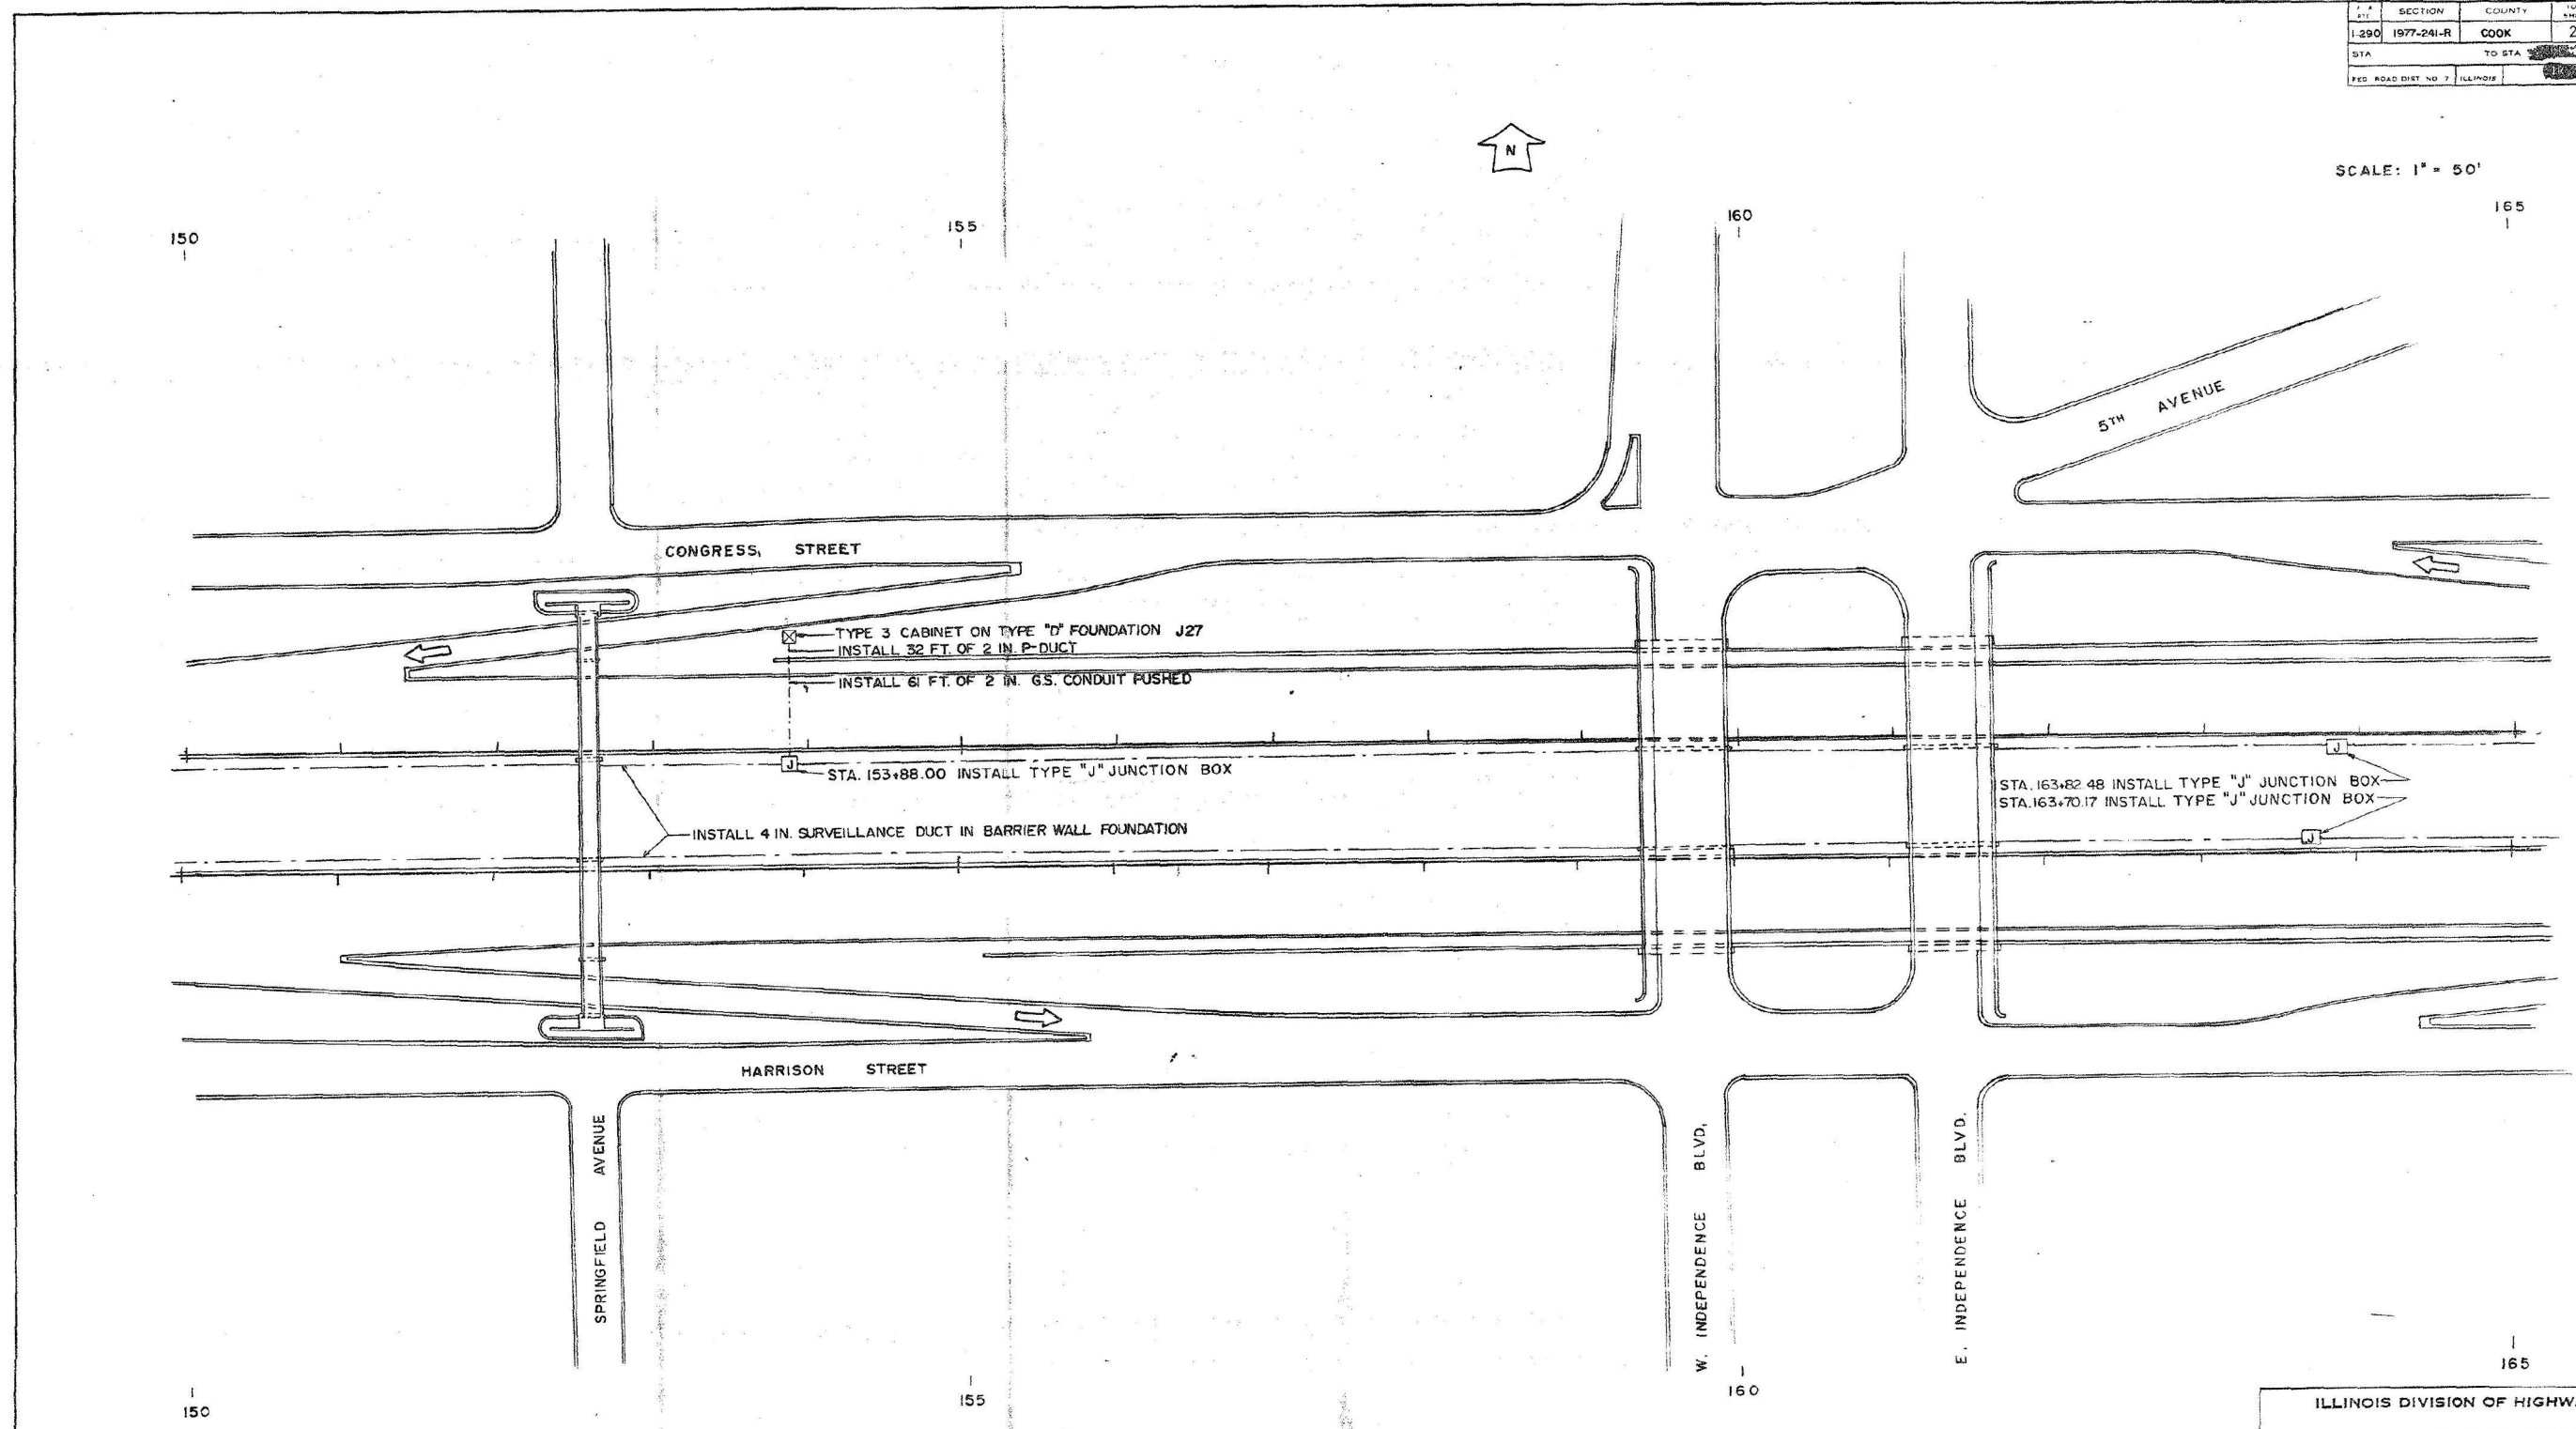 SECTION COUNTY
I-290 1977-241-R COOK 2
STA TO STA
FED ROAD DIST NO 7 ILLINOIS
N
SCALE: 1" = 50'
150
155
160
165
5TH AVENUE
CONGRESS, STREET
TYPE 3 CABINET ON TYPE "D" FOUNDATION J27
INSTALL 32 FT. OF 2 IN. P-DUCT
INSTALL 61 FT. OF 2 IN. G.S. CONDUIT PUSHED
J
STA. 153+88.00 INSTALL TYPE "J" JUNCTION BOX
J
STA. 163+82.48 INSTALL TYPE "J" JUNCTION BOX
STA. 163+70.17 INSTALL TYPE "J" JUNCTION BOX
J
INSTALL 4 IN. SURVEILLANCE DUCT IN BARRIER WALL FOUNDATION
HARRISON STREET
SPRINGFIELD AVENUE
W. INDEPENDENCE BLVD,
E. INDEPENDENCE BLVD.
150
155
160
165
ILLINOIS DIVISION OF HIGHW